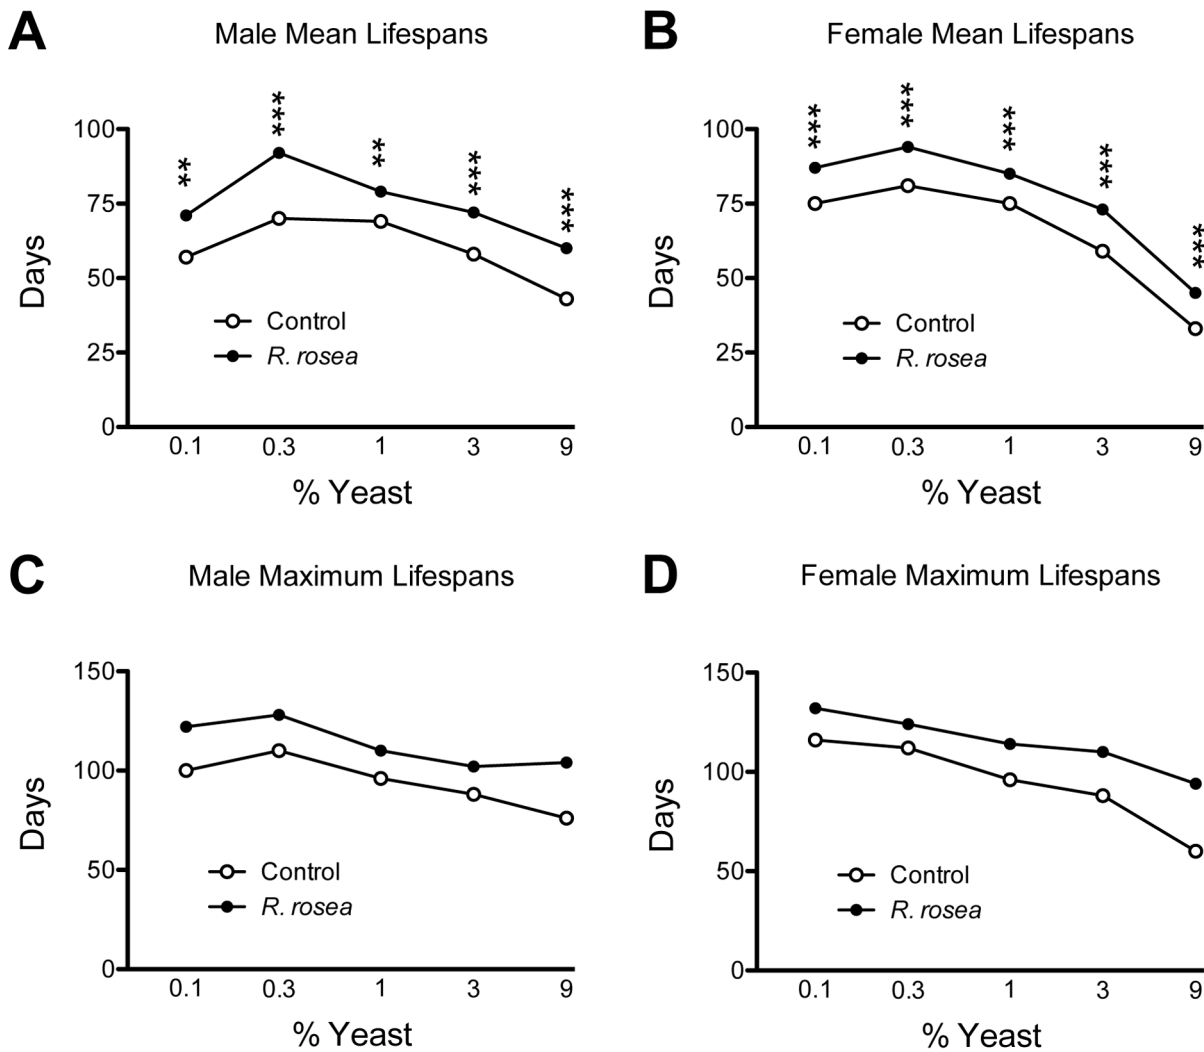 A
Male Mean Lifespans
100
75
50
25
0
Days
**
***
**
***
***
Control
R. rosea
0.1 0.3 1 3 9
% Yeast
B
Female Mean Lifespans
100
75
50
25
0
Days
***
***
***
***
***
Control
R. rosea
0.1 0.3 1 3 9
% Yeast
C
Male Maximum Lifespans
150
100
50
0
Days
Control
R. rosea
0.1 0.3 1 3 9
% Yeast
D
Female Maximum Lifespans
150
100
50
0
Days
Control
R. rosea
0.1 0.3 1 3 9
% Yeast